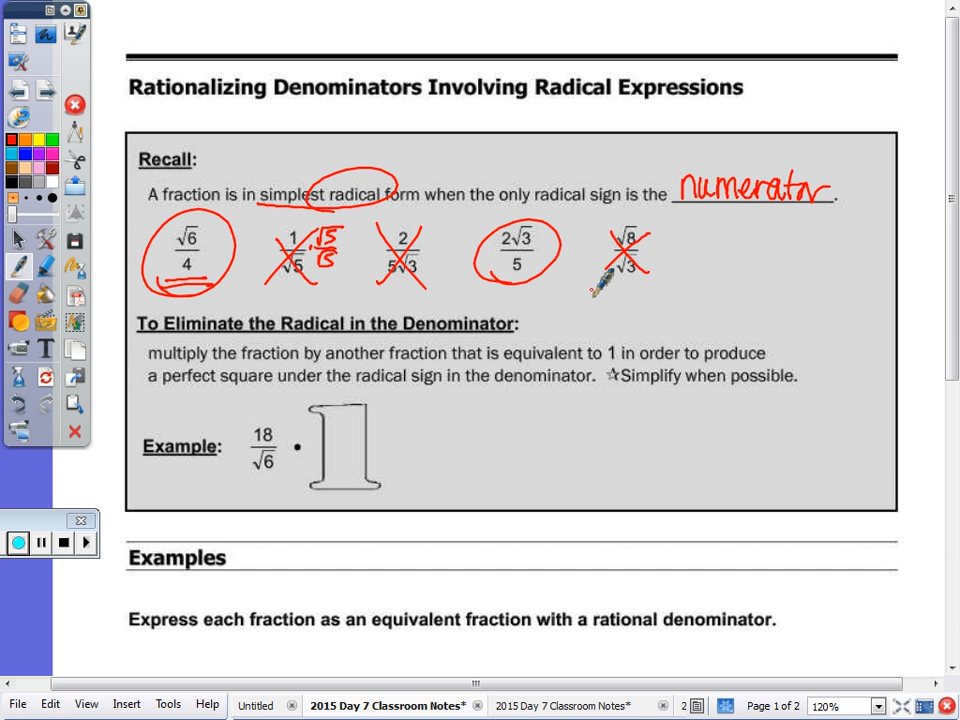 Rationalizing Denominators Involving Radical Expressions
Recall:
A fraction is in simplest radical form when the only radical sign is the numerator.
√6/4 1/√5 · √5/√5 2/5√3 2√3/5 √8/√3
To Eliminate the Radical in the Denominator:
multiply the fraction by another fraction that is equivalent to 1 in order to produce
a perfect square under the radical sign in the denominator. ☆Simplify when possible.
Example: 18/√6 • 1
Examples
Express each fraction as an equivalent fraction with a rational denominator.
File Edit View Insert Tools Help Untitled 2015 Day 7 Classroom Notes* 2015 Day 7 Classroom Notes* 2 Page 1 of 2 120%